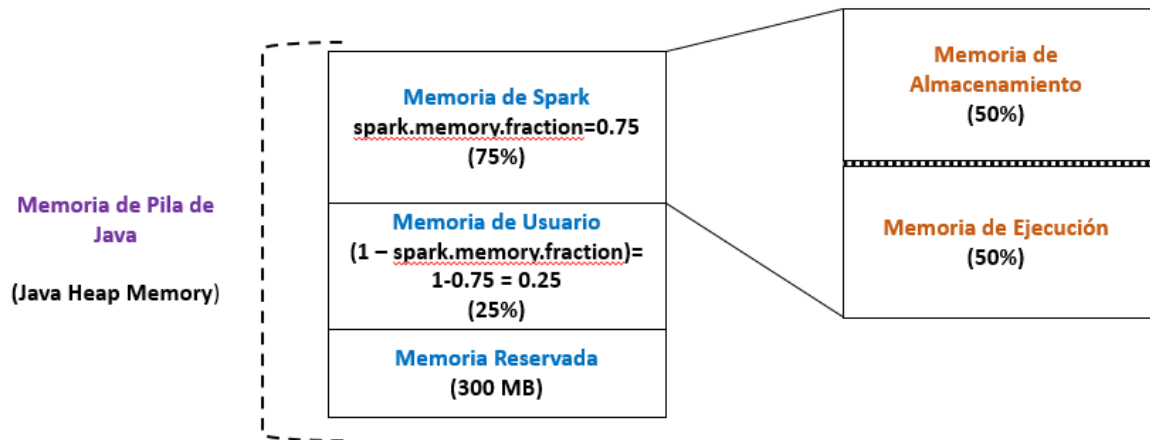 Memoria de Pila de
Java
(Java Heap Memory)
Memoria de Spark
spark.memory.fraction=0.75
(75%)
Memoria de Usuario
(1 – spark.memory.fraction)=
1-0.75 = 0.25
(25%)
Memoria Reservada
(300 MB)
Memoria de
Almacenamiento
(50%)
Memoria de Ejecución
(50%)